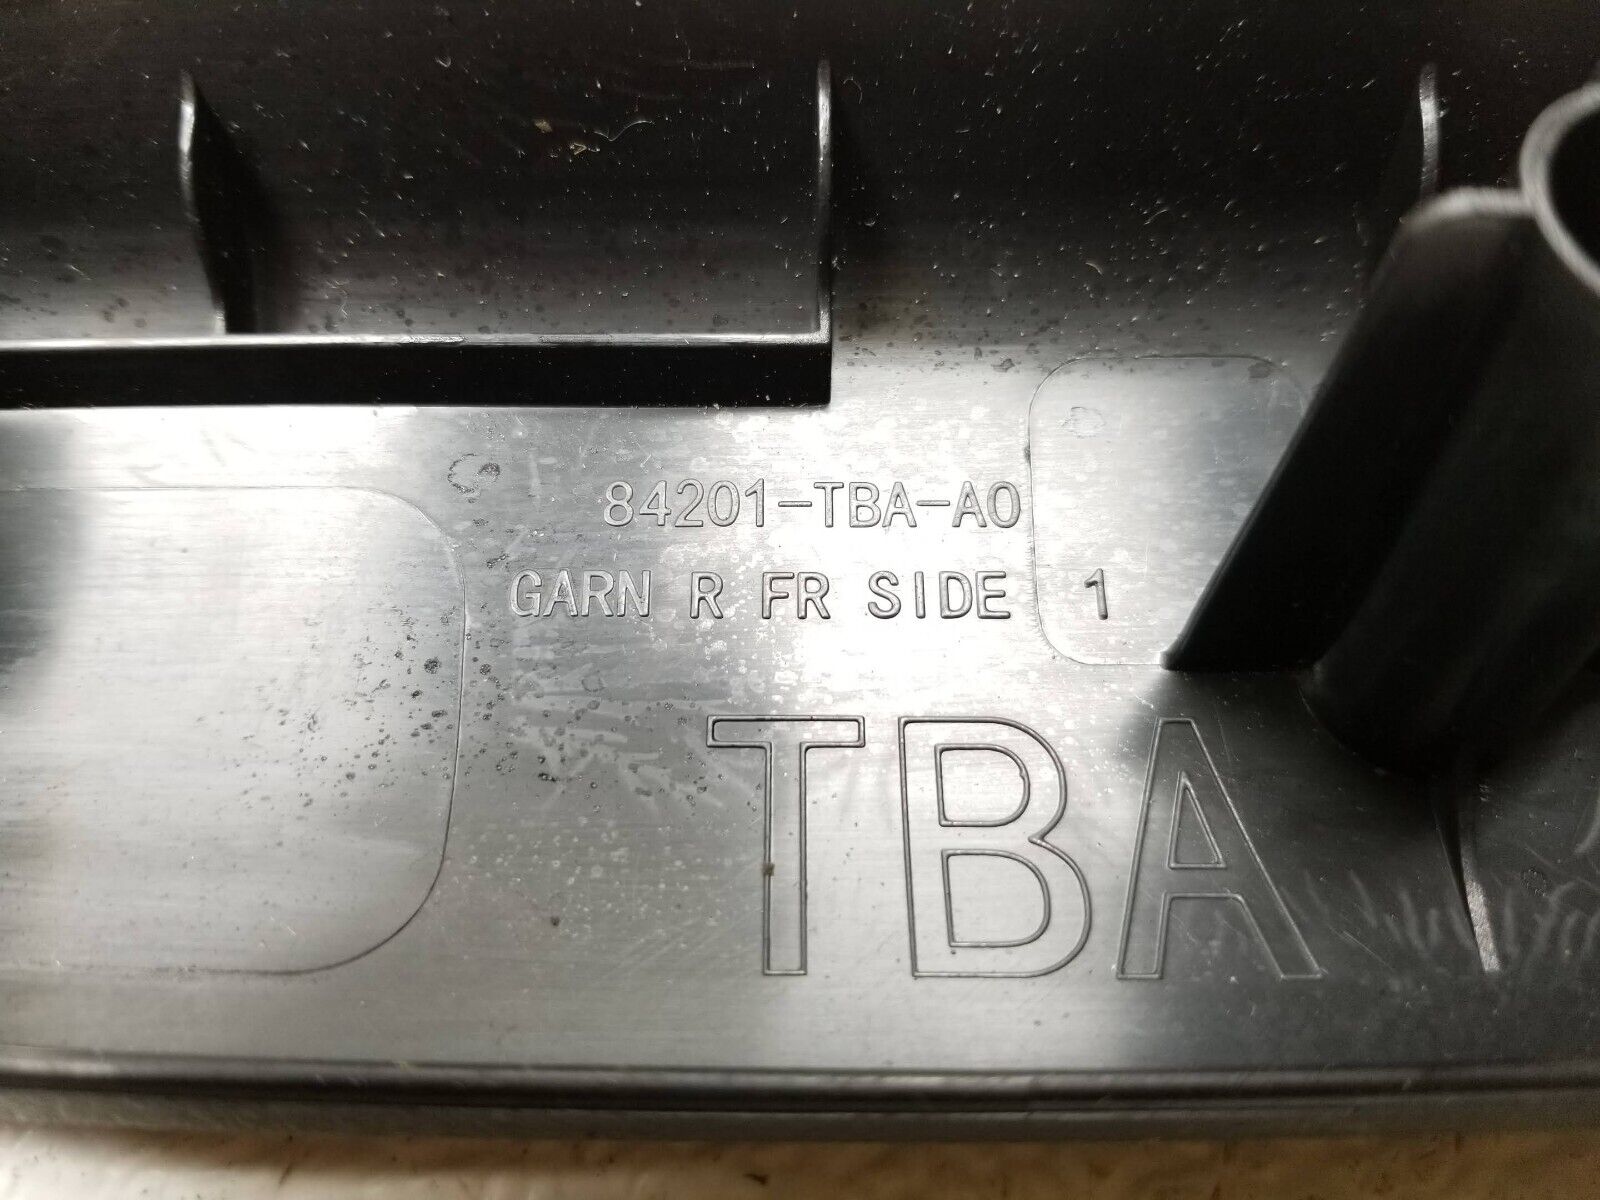 84201-TBA-A0
GARN R FR SIDE 1
TBA